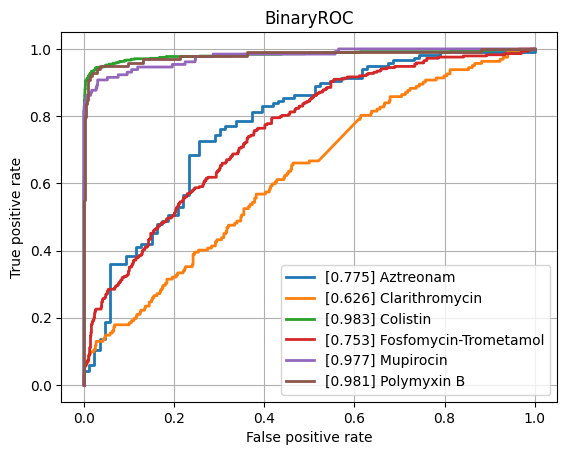 BinaryROC
True positive rate
1.0
0.8
0.6
0.4
0.2
0.0
[0.775] Aztreonam
[0.626] Clarithromycin
[0.983] Colistin
[0.753] Fosfomycin-Trometamol
[0.977] Mupirocin
[0.981] Polymyxin B
0.0 0.2 0.4 0.6 0.8 1.0
False positive rate